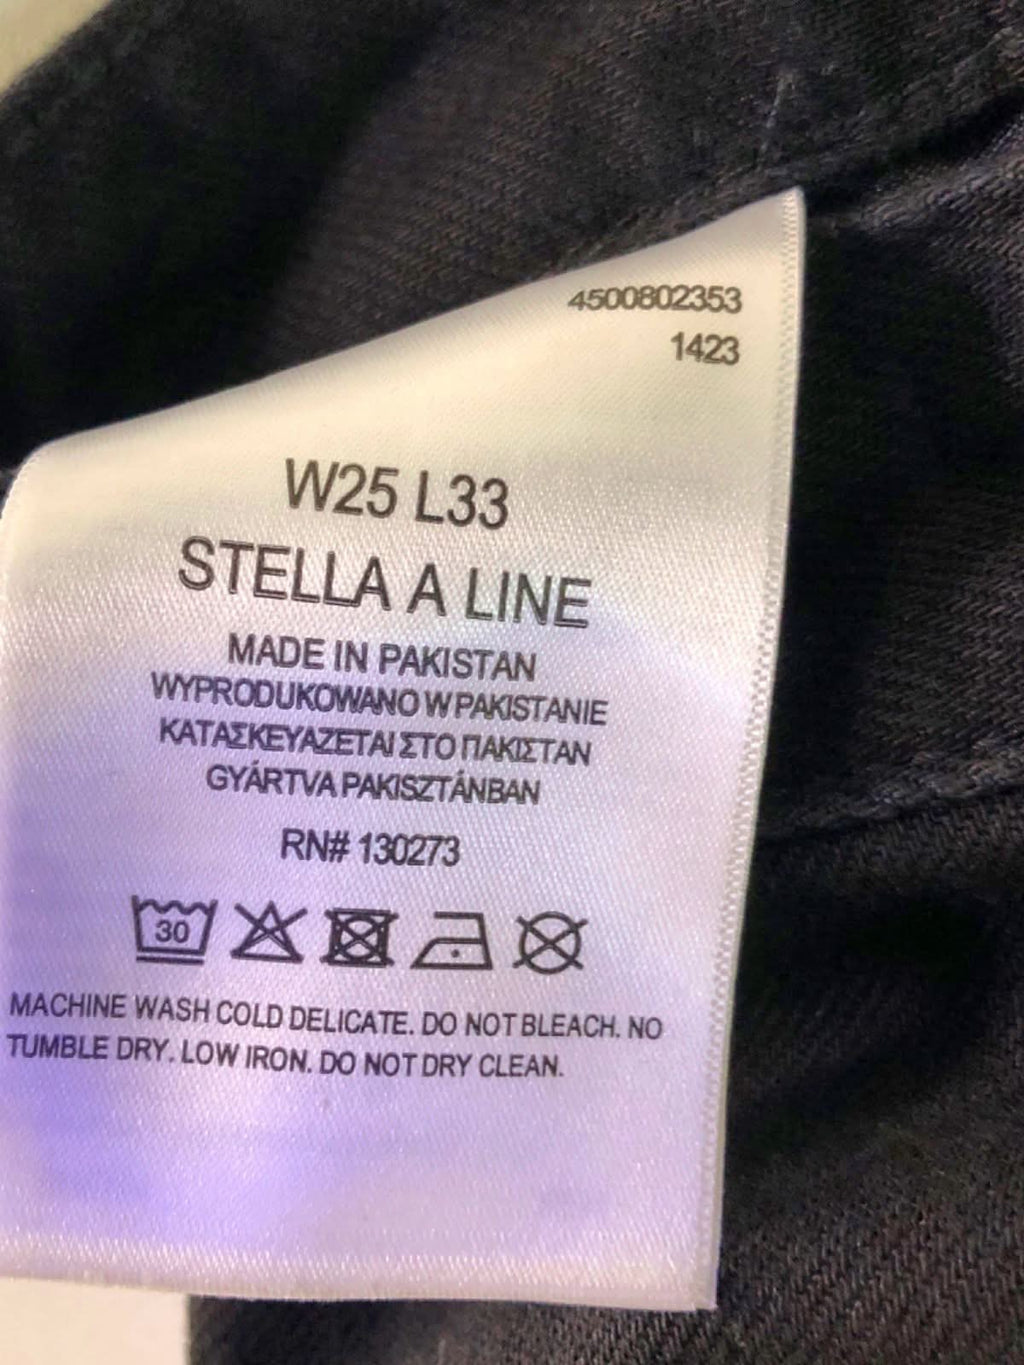 4500802353
1423
W25 L33
STELLA A LINE
MADE IN PAKISTAN
WYPRODUKOWANO W PAKISTANIE
ΚΑΤΑΣΚΕΥΑΖΕΤΑΙ ΣΤΟ ΠΑΚΙΣΤΑΝ
GYÁRTVA PAKISZTÁNBAN
RN# 130273
30
MACHINE WASH COLD DELICATE. DO NOT BLEACH. NO
TUMBLE DRY. LOW IRON. DO NOT DRY CLEAN.